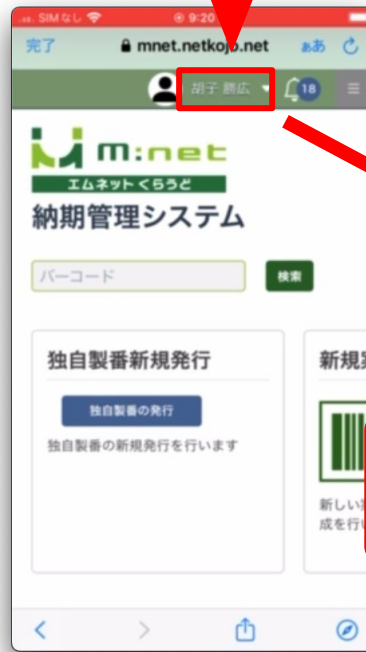 SIMなし 9:20
完了 mnet.netkojo.net ぁあ
胡子 勝広 18
m:net
エムネットくらうど
納期管理システム
バーコード 検索
独自製番新規発行
独自製番の発行
独自製番の新規発行を行います
新規
新しい
成を行い